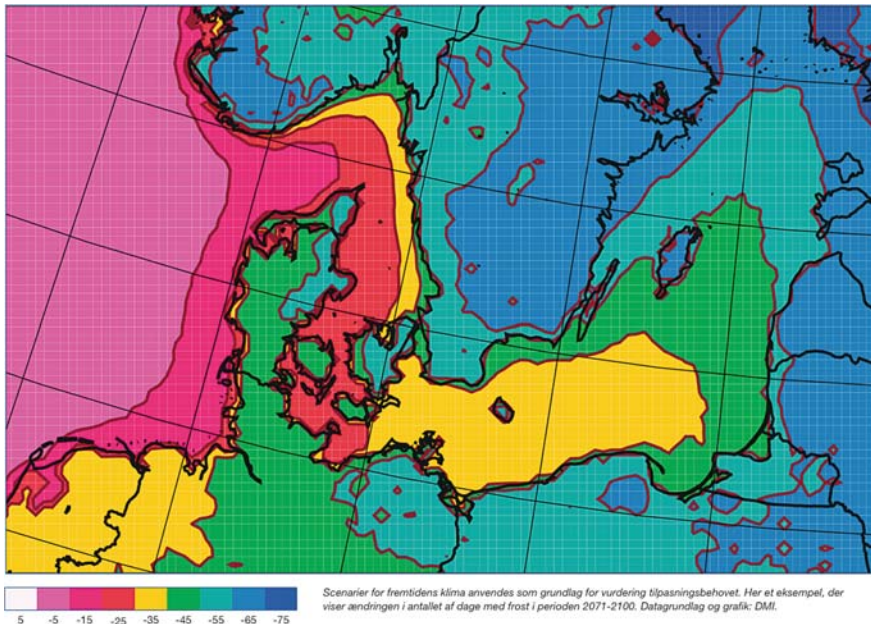 5 -5 -15 -25 -35 -45 -55 -65 -75
Scenarier for fremtidens klima anvendes som grundlag for vurdering tilpasningsbehovet. Her et eksempel, der
viser ændringen i antallet af dage med frost i perioden 2071-2100. Datagrundlag og grafik: DMI.